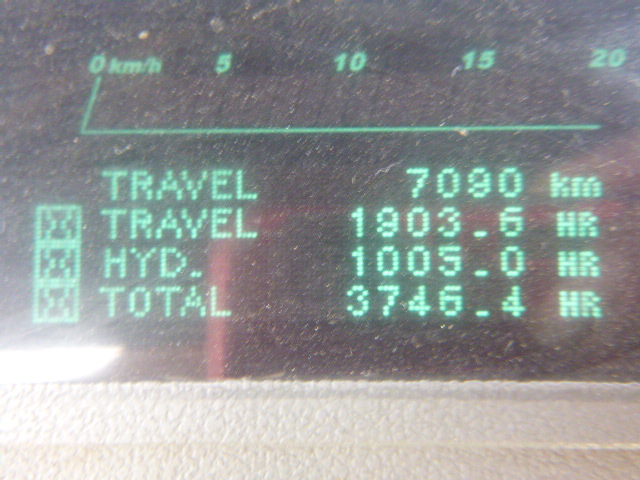 0 km/h 5 10 15 20
TRAVEL 7090 km
TRAVEL 1903.6 HR
HYD. 1005.0 HR
TOTAL 3746.4 HR